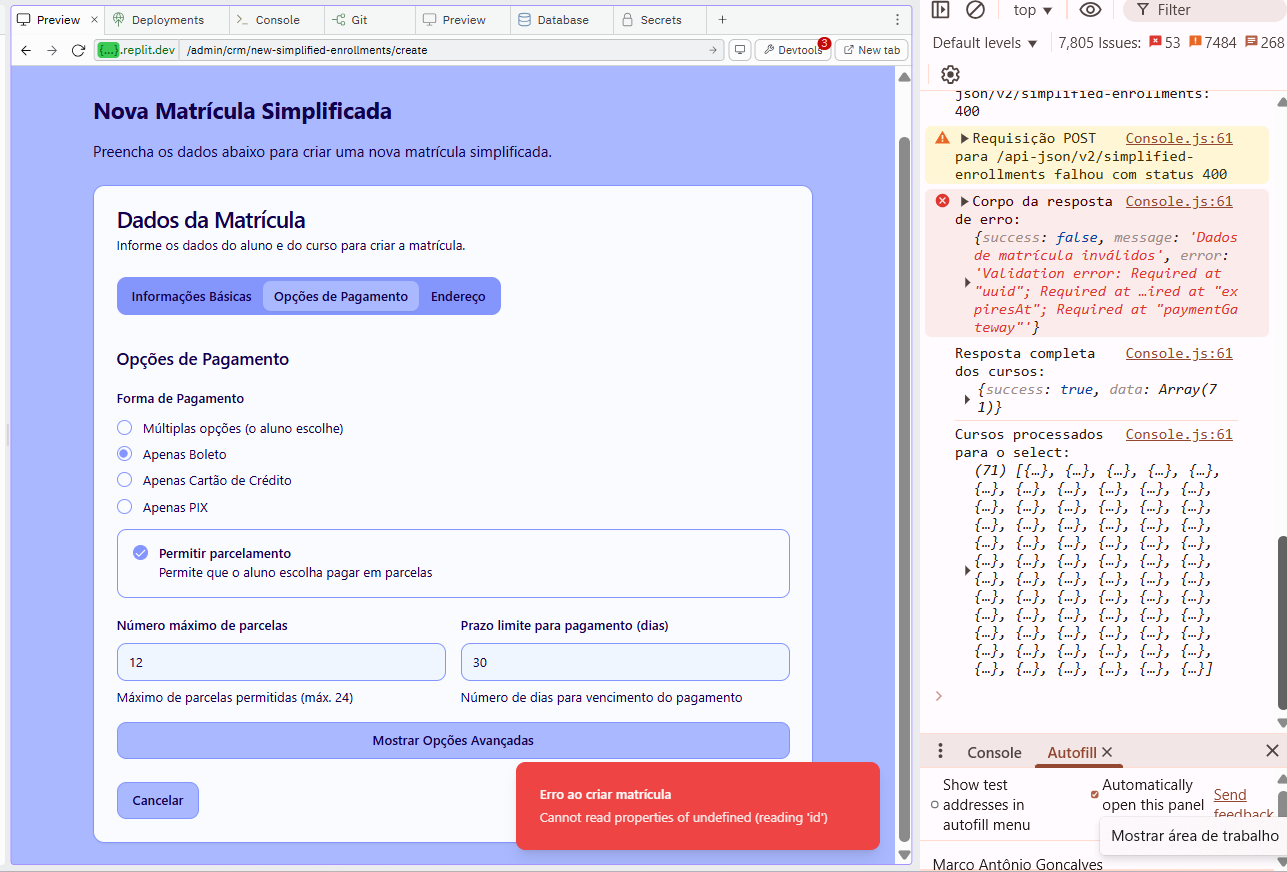 Preview
Deployments
Console
Git
Preview
Database
Secrets
{...}.replit.dev
/admin/crm/new-simplified-enrollments/create
Devtools
3
New tab
Nova Matrícula Simplificada
Preencha os dados abaixo para criar uma nova matrícula simplificada.
Dados da Matrícula
Informe os dados do aluno e do curso para criar a matrícula.
Informações Básicas
Opções de Pagamento
Endereço
Opções de Pagamento
Forma de Pagamento
Múltiplas opções (o aluno escolhe)
Apenas Boleto
Apenas Cartão de Crédito
Apenas PIX
Permitir parcelamento
Permite que o aluno escolha pagar em parcelas
Número máximo de parcelas
Prazo limite para pagamento (dias)
12
30
Máximo de parcelas permitidas (máx. 24)
Número de dias para vencimento do pagamento
Mostrar Opções Avançadas
Cancelar
Erro ao criar matrícula
Cannot read properties of undefined (reading 'id')
top
Filter
Default levels
7,805 Issues:
53
7484
268
json/v2/simplified-enrollments:
400
Requisição POST
Console.js:61
para /api-json/v2/simplified-
enrollments falhou com status 400
Corpo da resposta
Console.js:61
de erro:
{success: false, message: 'Dados
de matrícula inválidos', error:
'Validation error: Required at
"uuid"; Required at …ired at "ex
piresAt"; Required at "paymentGa
teway"'}
Resposta completa
Console.js:61
dos cursos:
{success: true, data: Array(7
1)}
Cursos processados
Console.js:61
para o select:
(71) [{…}, {…}, {…}, {…}, {…},
{…}, {…}, {…}, {…}, {…}, {…},
{…}, {…}, {…}, {…}, {…}, {…},
{…}, {…}, {…}, {…}, {…}, {…},
{…}, {…}, {…}, {…}, {…}, {…},
{…}, {…}, {…}, {…}, {…}, {…},
{…}, {…}, {…}, {…}, {…}, {…},
{…}, {…}, {…}, {…}, {…}, {…},
{…}, {…}, {…}, {…}, {…}, {…},
{…}, {…}, {…}, {…}, {…}, {…},
{…}, {…}, {…}, {…}, {…}, {…},
{…}, {…}, {…}, {…}, {…}, {…}]
Console
Autofill
Show test
addresses in
autofill menu
Automatically
open this panel
Send
feedback
Mostrar área de trabalho
Marco Antônio Goncalves